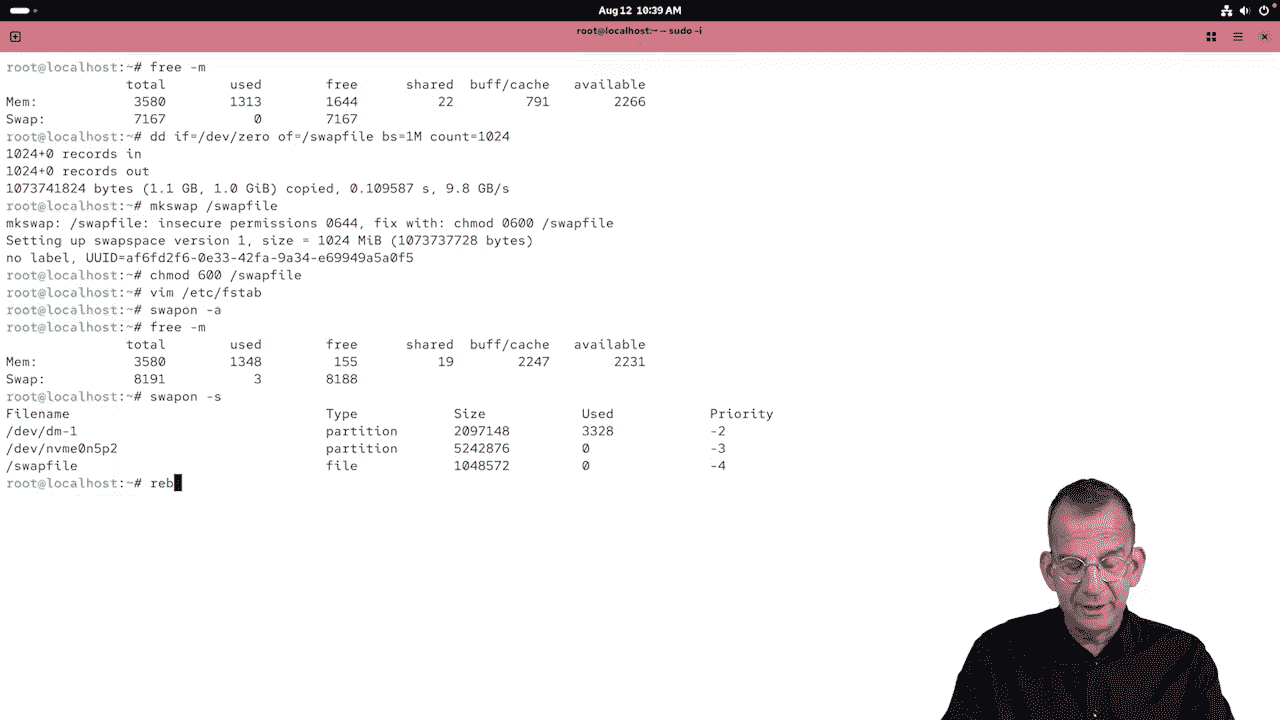 Aug 12 10:39 AM
root@localhost:~ — sudo -i
root@localhost:~# free -m
total used free shared buff/cache available
Mem: 3580 1313 1644 22 791 2266
Swap: 7167 0 7167
root@localhost:~# dd if=/dev/zero of=/swapfile bs=1M count=1024
1024+0 records in
1024+0 records out
1073741824 bytes (1.1 GB, 1.0 GiB) copied, 0.109587 s, 9.8 GB/s
root@localhost:~# mkswap /swapfile
mkswap: /swapfile: insecure permissions 0644, fix with: chmod 0600 /swapfile
Setting up swapspace version 1, size = 1024 MiB (1073737728 bytes)
no label, UUID=af6fd2f6-0e33-42fa-9a34-e69949a5a0f5
root@localhost:~# chmod 600 /swapfile
root@localhost:~# vim /etc/fstab
root@localhost:~# swapon -a
root@localhost:~# free -m
total used free shared buff/cache available
Mem: 3580 1348 155 19 2247 2231
Swap: 8191 3 8188
root@localhost:~# swapon -s
Filename Type Size Used Priority
/dev/dm-1 partition 2097148 3328 -2
/dev/nvme0n5p2 partition 5242876 0 -3
/swapfile file 1048572 0 -4
root@localhost:~# reb